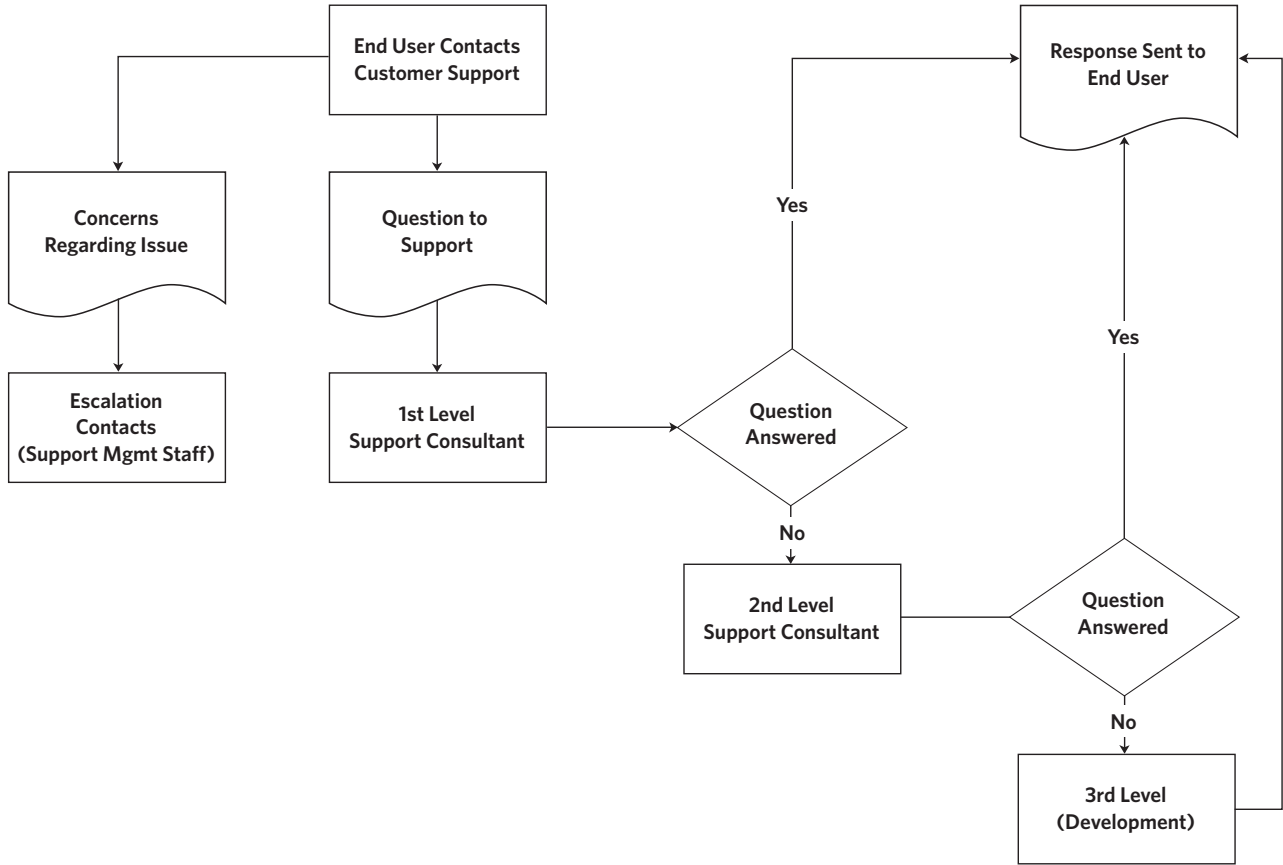 End User Contacts
Customer Support
Response Sent to
End User
Concerns
Regarding Issue
Question to
Support
Yes
Yes
Escalation
Contacts
(Support Mgmt Staff)
1st Level
Support Consultant
Question
Answered
No
2nd Level
Support Consultant
Question
Answered
No
3rd Level
(Development)